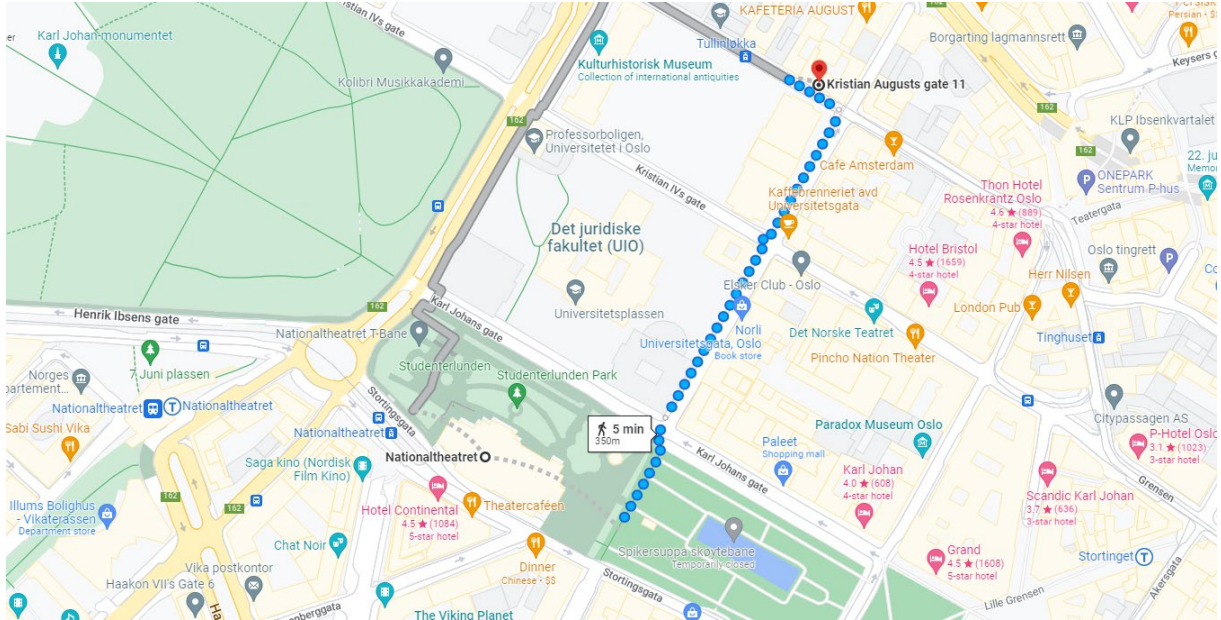 Karl Johan-monumentet
Kristian IVs gate
Kolibri Musikkakademi
KAFETERIA AUGUST
Tullinløkka
Kulturhistorisk Museum
Collection of international antiquities
Persian · $$
Borgarting lagmannsrett
Keysers g
Kristian Augusts gate 11
162
162
162
KLP Ibsenkvartalet
Professorboligen,
Universitetet i Oslo
Kristian IVs gate
Cafe Amsterdam
162
22. ju
Memo
ONEPARK
Sentrum P-hus
Thon Hotel
Rosenkrantz Oslo
4.6 ★ (889)
4-star hotel
Teatergata
Kaffebrenneriet avd
Universitetsgata
Det juridiske
fakultet (UIO)
Hotel Bristol
4.5 ★ (1659)
4-star hotel
Oslo tingrett
Herr Nilsen
Elsker Club - Oslo
Universitetsplassen
London Pub
Henrik Ibsens gate
162
Karl Johans gate
Nationaltheatret T-Bane
Norli
Universitetsgata, Oslo
Book store
Det Norske Teatret
Tinghuset
Pincho Nation Theater
7 Juni plassen
Studenterlunden
Studenterlunden Park
Norges
partement...
Stortingsgata
Nationaltheatret
T
Nationaltheatret
Nationaltheatret
5 min
350m
Citypassagen AS
Sabi Sushi Vika
Paradox Museum Oslo
Paleet
Shopping mall
P-Hotel Oslo
3.1 ★ (1023)
3-star hotel
Nationaltheatret
Karl Johans gate
Saga kino (Nordisk
Film Kino)
Karl Johan
4.0 ★ (608)
4-star hotel
Grensen
Scandic Karl Johan
3.7 ★ (636)
3-star hotel
Illums Bolighus
- Vikaterassen
Department store
162
Hotel Continental
4.5 ★ (1084)
5-star hotel
Theatercaféen
Spikersuppa skøytebane
Temporarily closed
Chat Noir
Dinner
Chinese · $$
Grand
4.5 ★ (1608)
5-star hotel
Stortinget
T
Vika postkontor
Haakon VII's Gate 6
Stortingsgata
Akersgata
Lille Grensen
The Viking Planet